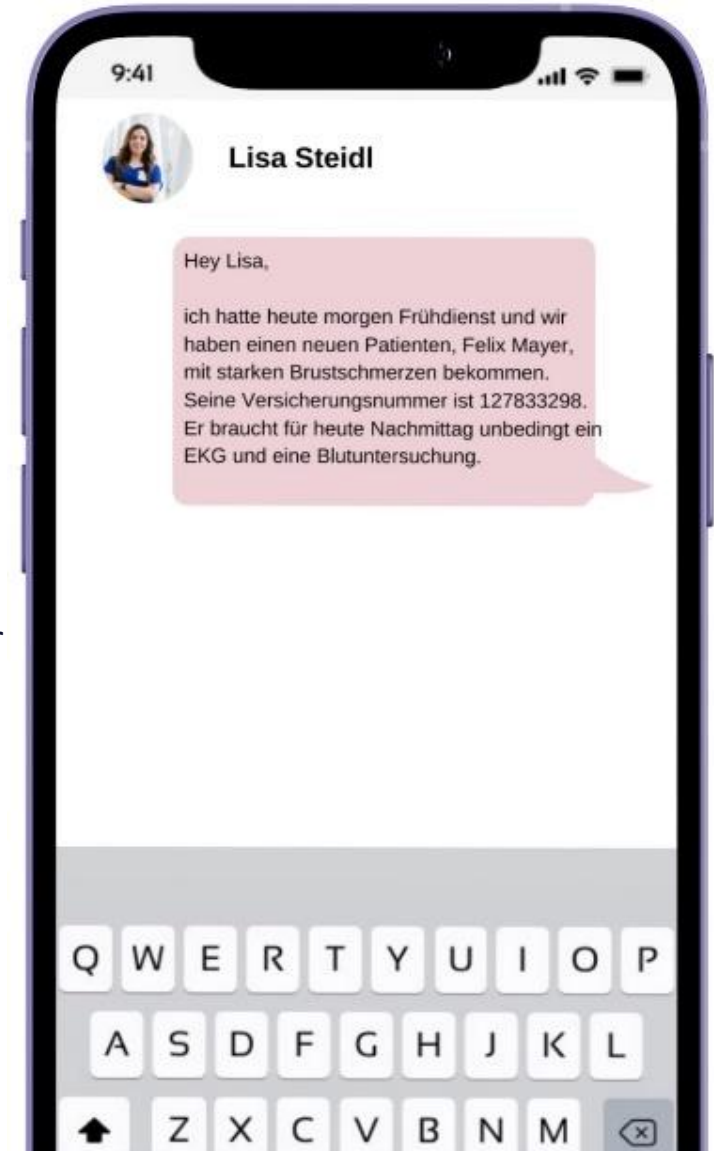 9:41
Lisa Steidl
Hey Lisa,
ich hatte heute morgen Frühdienst und wir
haben einen neuen Patienten, Felix Mayer,
mit starken Brustschmerzen bekommen.
Seine Versicherungsnummer ist 127833298.
Er braucht für heute Nachmittag unbedingt ein
EKG und eine Blutuntersuchung.
Q W E R T Y U I O P
A S D F G H J K L
Z X C V B N M